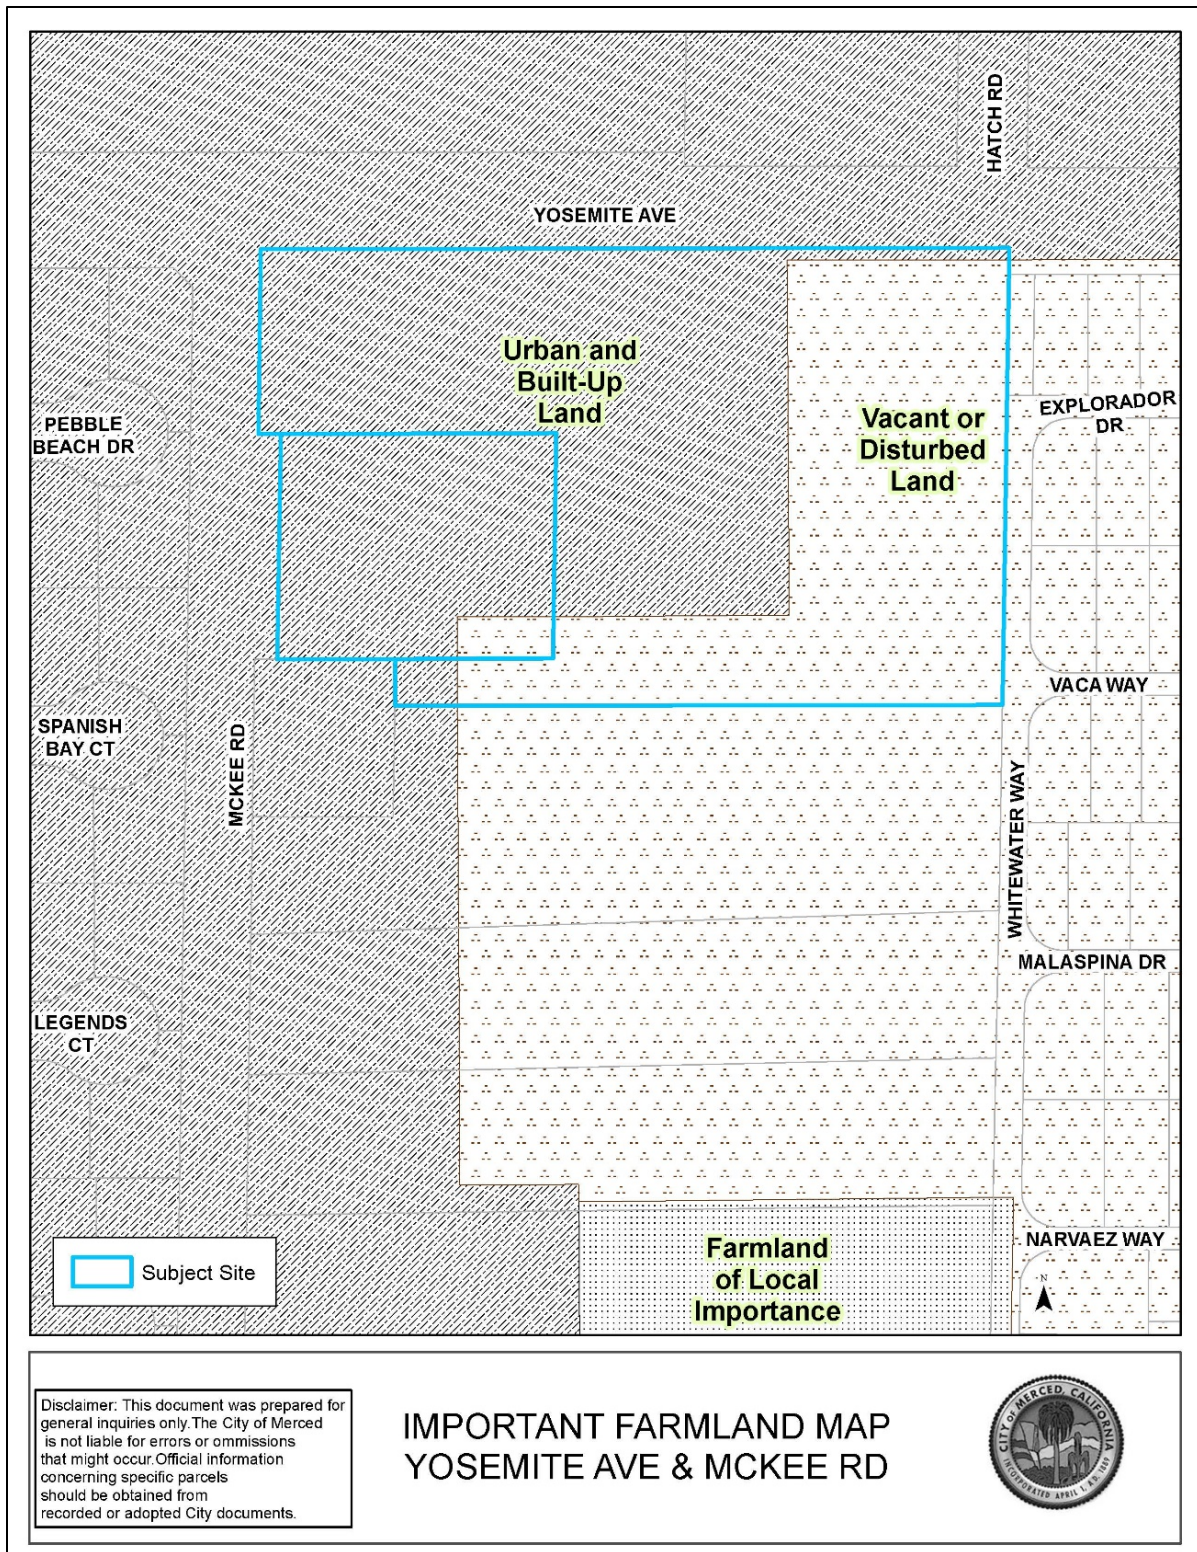 HATCH RD
YOSEMITE AVE
Urban and
Built-Up
Land
PEBBLE
BEACH DR
Vacant or
Disturbed
Land
EXPLORADOR
DR
VACA WAY
SPANISH
BAY CT
MCKEE RD
WHITEWATER WAY
MALASPINA DR
LEGENDS
CT
NARVAEZ WAY
Farmland
of Local
Importance
Subject Site
N
Disclaimer: This document was prepared for
general inquiries only. The City of Merced
is not liable for errors or ommissions
that might occur. Official information
concerning specific parcels
should be obtained from
recorded or adopted City documents.
IMPORTANT FARMLAND MAP
YOSEMITE AVE & MCKEE RD
CITY OF MERCED, CALIFORNIA
INCORPORATED APRIL 1, A.D. 1889